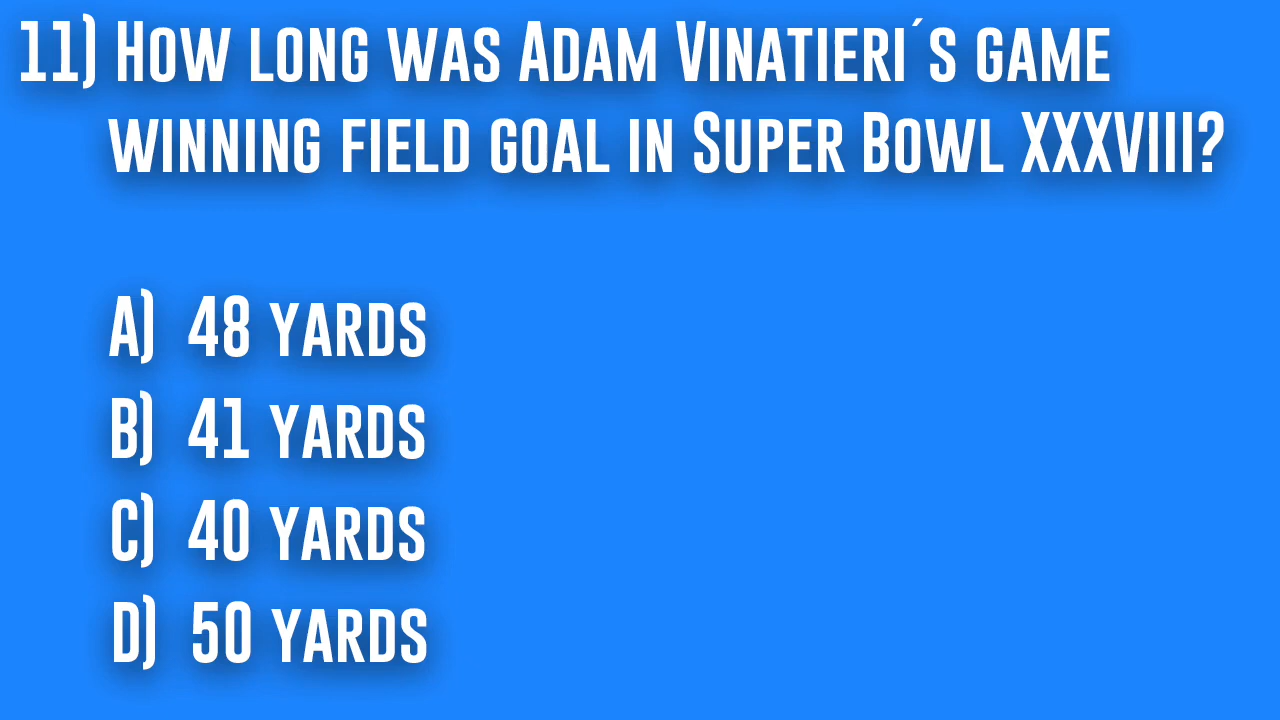 11) How long was Adam Vinatieri´s game
winning field goal in Super Bowl XXXVIII?
A) 48 yards
B) 41 yards
C) 40 yards
D) 50 yards